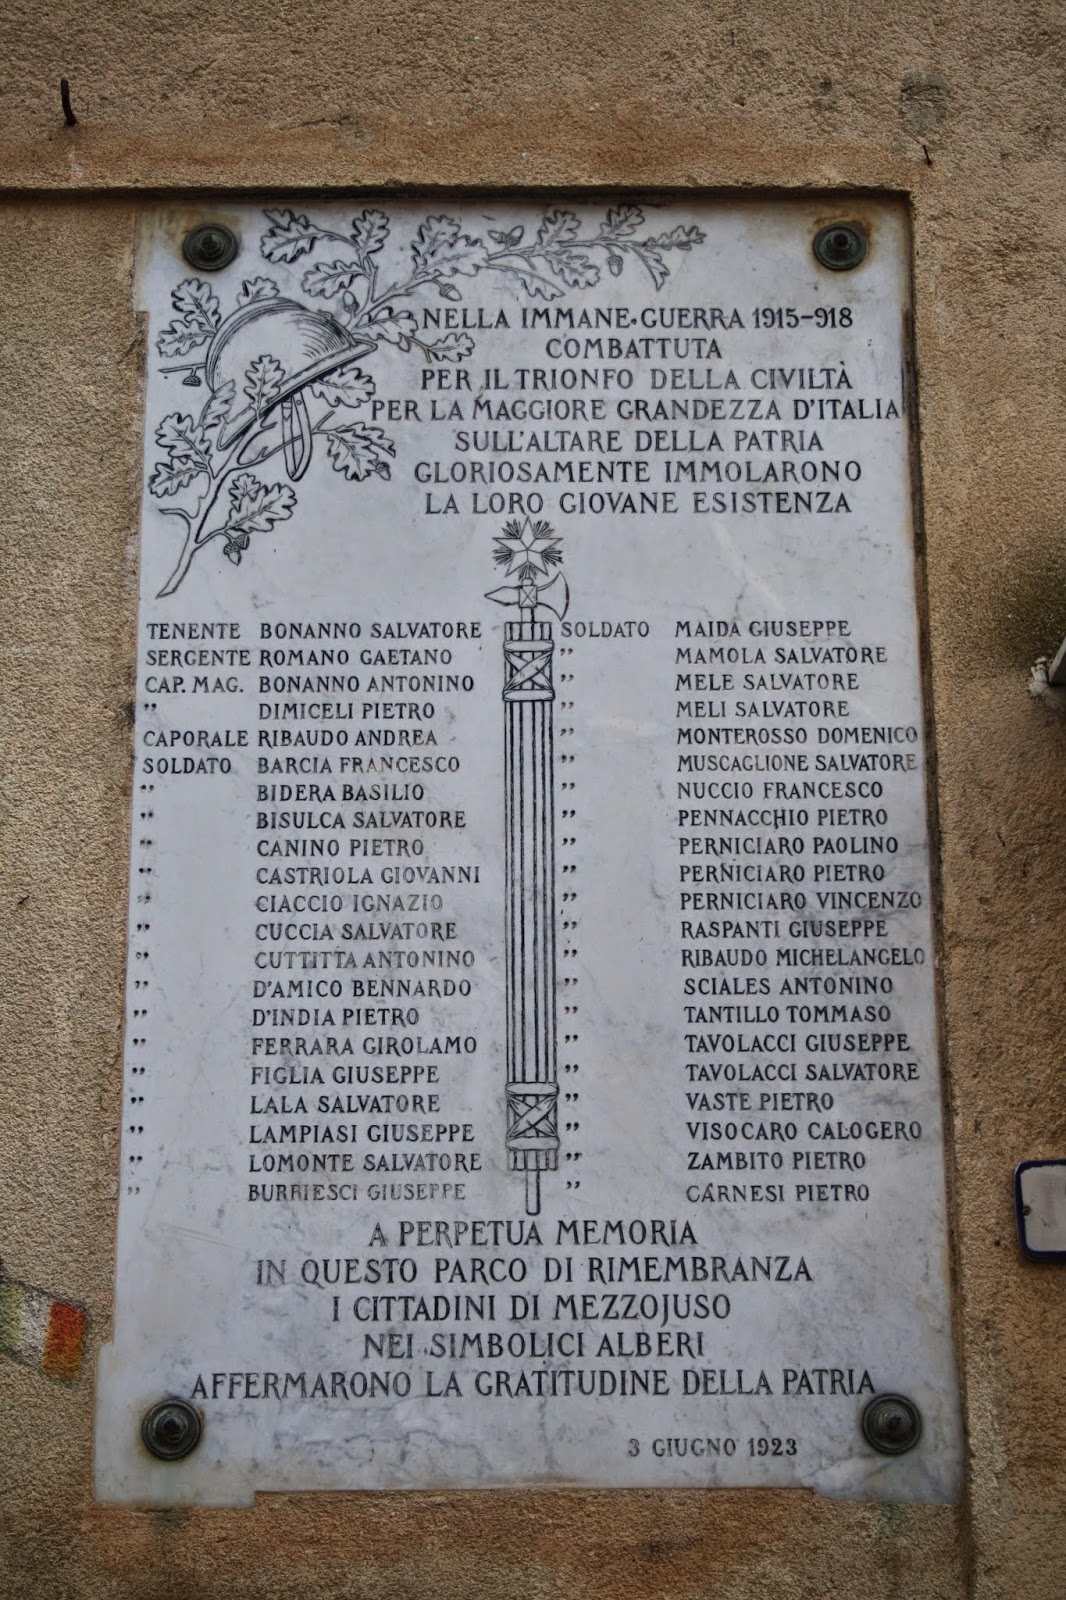 NELLA IMMANE GUERRA 1915-918
COMBATTUTA
PER IL TRIONFO DELLA CIVILTÀ
PER LA MAGGIORE GRANDEZZA D'ITALIA
SULL'ALTARE DELLA PATRIA
GLORIOSAMENTE IMMOLARONO
LA LORO GIOVANE ESISTENZA
TENENTE BONANNO SALVATORE
SERGENTE ROMANO GAETANO
CAP. MAG. BONANNO ANTONINO
" DIMICELI PIETRO
CAPORALE RIBAUDO ANDREA
SOLDATO BARCIA FRANCESCO
" BIDERA BASILIO
" BISULCA SALVATORE
" CANINO PIETRO
" CASTRIOLA GIOVANNI
" CIACCIO IGNAZIO
" CUCCIA SALVATORE
" CUTTITTA ANTONINO
" D'AMICO BENNARDO
" D'INDIA PIETRO
" FERRARA GIROLAMO
" FIGLIA GIUSEPPE
" LALA SALVATORE
" LAMPIASI GIUSEPPE
" LOMONTE SALVATORE
" BURRIESCI GIUSEPPE
SOLDATO MAIDA GIUSEPPE
" MAMOLA SALVATORE
" MELE SALVATORE
" MELI SALVATORE
" MONTEROSSO DOMENICO
" MUSCAGLIONE SALVATORE
" NUCCIO FRANCESCO
" PENNACCHIO PIETRO
" PERNICIARO PAOLINO
" PERNICIARO PIETRO
" PERNICIARO VINCENZO
" RASPANTI GIUSEPPE
" RIBAUDO MICHELANGELO
" SCIALES ANTONINO
" TANTILLO TOMMASO
" TAVOLACCI GIUSEPPE
" TAVOLACCI SALVATORE
" VASTE PIETRO
" VISOCARO CALOGERO
" ZAMBITO PIETRO
" CARNESI PIETRO
A PERPETUA MEMORIA
IN QUESTO PARCO DI RIMEMBRANZA
I CITTADINI DI MEZZOJUSO
NEI SIMBOLICI ALBERI
AFFERMARONO LA GRATITUDINE DELLA PATRIA
3 GIUGNO 1923